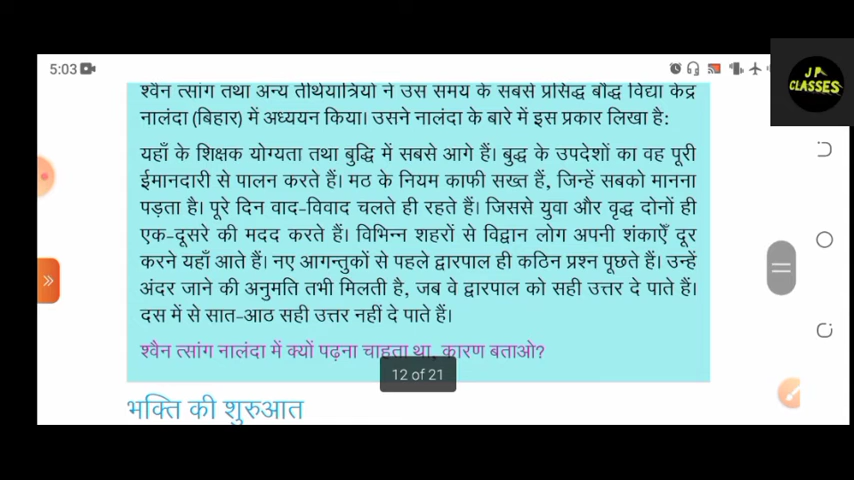 5:03
J P
CLASSES
श्वैन त्सांग तथा अन्य तीर्थयात्रियों ने उस समय के सबसे प्रसिद्ध बौद्ध विद्या केंद्र
नालंदा (बिहार) में अध्ययन किया। उसने नालंदा के बारे में इस प्रकार लिखा है:
यहाँ के शिक्षक योग्यता तथा बुद्धि में सबसे आगे हैं। बुद्ध के उपदेशों का वह पूरी
ईमानदारी से पालन करते हैं। मठ के नियम काफी सख्त हैं, जिन्हें सबको मानना
पड़ता है। पूरे दिन वाद-विवाद चलते ही रहते हैं। जिससे युवा और वृद्ध दोनों ही
एक-दूसरे की मदद करते हैं। विभिन्न शहरों से विद्वान लोग अपनी शंकाएँ दूर
करने यहाँ आते हैं। नए आगन्तुकों से पहले द्वारपाल ही कठिन प्रश्न पूछते हैं। उन्हें
अंदर जाने की अनुमति तभी मिलती है, जब वे द्वारपाल को सही उत्तर दे पाते हैं।
दस में से सात-आठ सही उत्तर नहीं दे पाते हैं।
श्वैन त्सांग नालंदा में क्यों पढ़ना चाहता था, कारण बताओ?
12 of 21
भक्ति की शुरुआत